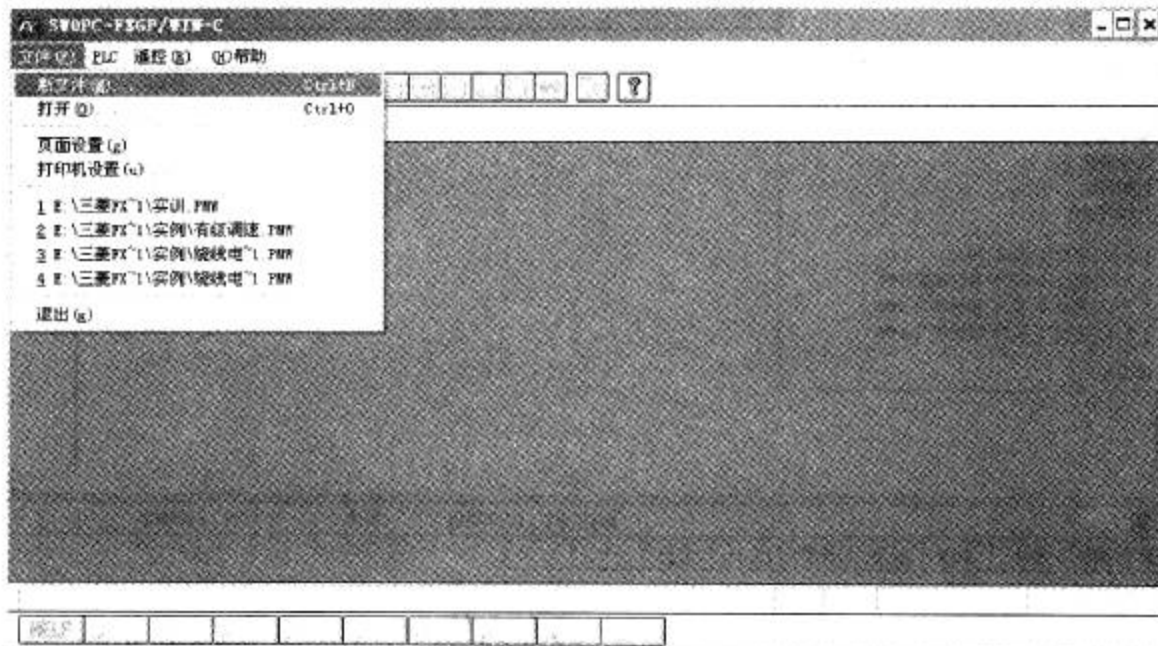 SW0PC-FXGP/WIN-C
文件(F) PLC 遥控(R) (H)帮助
新文件(N) Ctrl+N
打开(O) Ctrl+O
页面设置(g)
打印机设置(u)
1 E:\三菱FX~1\实训.PMW
2 E:\三菱FX~1\实例\有级调速.PMW
3 E:\三菱FX~1\实例\绕线电~1.PMW
4 E:\三菱FX~1\实例\绕线电~1.PMW
退出(x)
HELP